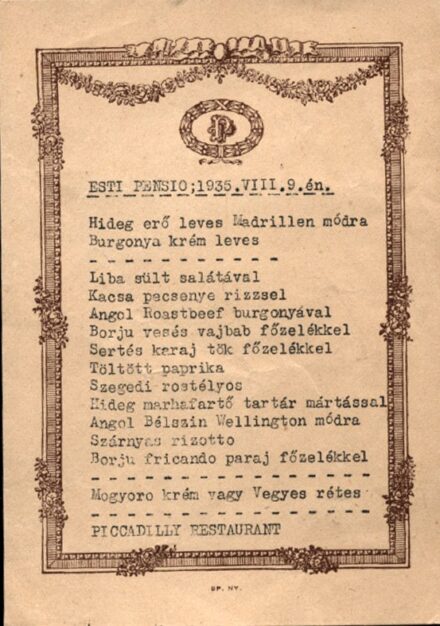 P
ESTI PENSIO;1935.VIII.9.én.
Hideg erő leves Madrillen módra
Burgonya krém leves
- - - - - - - - - - - -
Liba sült salátával
Kacsa pecsenye rizzsel
Angol Roastbeef burgonyával
Borju vesés vajbab főzelékkel
Sertés karaj tök főzelékkel
Töltött paprika
Szegedi rostélyos
Hideg marhafartő tartár mártással
Angol Bélszin Wellington módra
Szárnyas rizotto
Borju fricando paraj főzelékkel
- - - - - - - - - - - - - - - - -
Mogyoro krém vagy Vegyes rétes
- - - - - - - - - - - - - - - - -
PICCADILLY RESTAURANT
BP. NY.